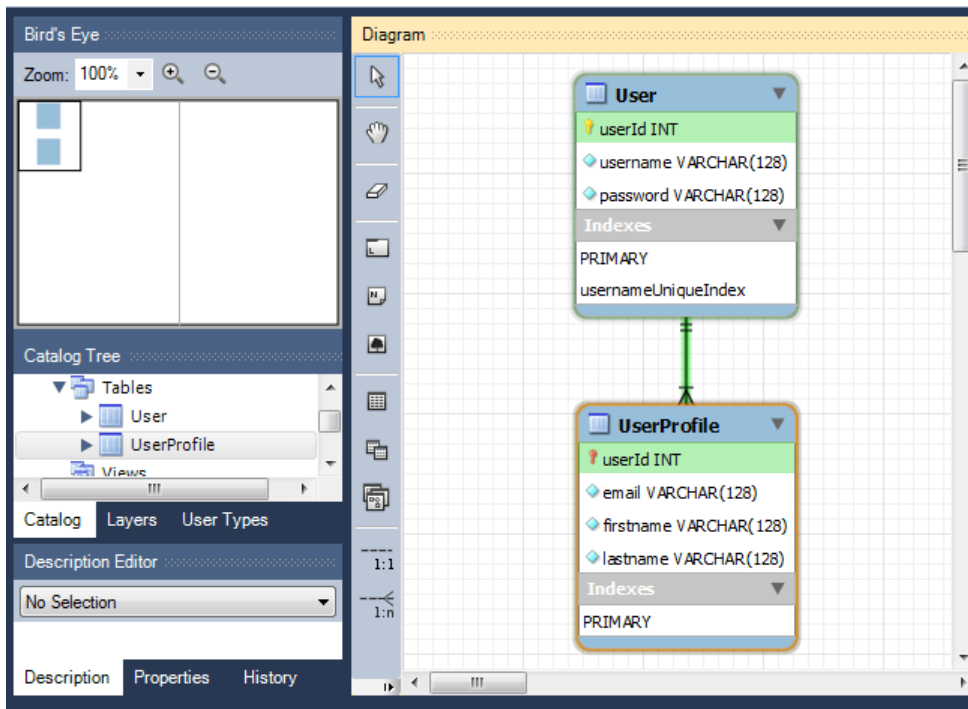 Bird's Eye
Zoom: 100%
Catalog Tree
Tables
User
UserProfile
Views
Catalog Layers User Types
Description Editor
No Selection
Description Properties History
Diagram
L
N
1:1
1:n
User
userId INT
username VARCHAR(128)
password VARCHAR(128)
Indexes
PRIMARY
usernameUniqueIndex
UserProfile
userId INT
email VARCHAR(128)
firstname VARCHAR(128)
lastname VARCHAR(128)
Indexes
PRIMARY